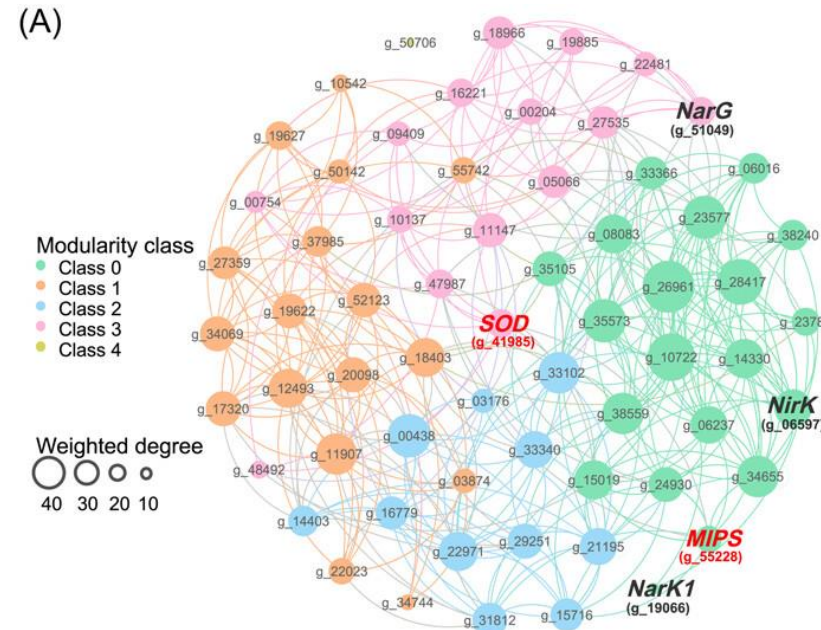 (A)
g_50706
g_18966
g_19885
g_22481
g_10542
g_16221
g_00204
g_27535
NarG
(g_51049)
g_19627
g_09409
g_50142
g_55742
g_05066
g_33366
g_06016
g_00754
g_10137
g_11147
g_08083
g_23577
g_38240
g_37985
g_27359
g_35105
g_26961
g_28417
Modularity class
Class 0
Class 1
Class 2
Class 3
Class 4
g_47987
g_52123
g_19622
g_34069
SOD
(g_41985)
g_35573
g_2378
g_18403
g_10722
g_14330
g_20098
g_12493
g_33102
g_17320
g_03176
g_38559
NirK
(g_06597)
g_06237
g_00438
g_11907
g_33340
Weighted degree
40 30 20 10
g_48492
g_03874
g_15019
g_24930
g_34655
g_14403
g_16779
g_22971
g_29251
g_21195
MIPS
(g_55228)
g_22023
g_34744
g_31812
g_15716
NarK1
(g_19066)